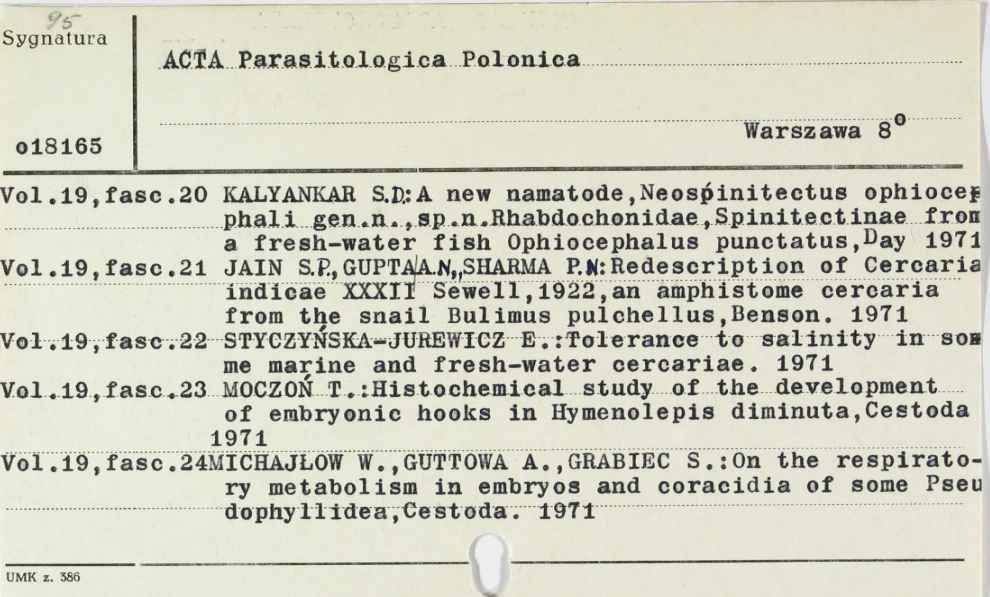 95
Sygnatura
ACTA Parasitologica Polonica
Warszawa 8o
o18165
Vol.19,fasc.20 KALYANKAR S.D:A new namatode,Neospinitectus ophiocep
phali gen.n.,sp.n.Rhabdochonidae,Spinitectinae from
a fresh-water fish Ophiocephalus punctatus,Day 1971
Vol.19,fasc.21 JAIN S.P.,GUPTA A.N.,SHARMA P.N:Redescription of Cercaria
indicae XXXII Sewell,1922,an amphistome cercaria
from the snail Bulimus pulchellus,Benson. 1971
Vol.19,fasc.22 STYCZYŃSKA-JUREWICZ E.:Tolerance to salinity in som
me marine and fresh-water cercariae. 1971
Vol.19,fasc.23 MOCZOŃ T.:Histochemical study of the development
of embryonic hooks in Hymenolepis diminuta,Cestoda
1971
Vol.19,fasc.24MICHAJŁOW W.,GUTTOWA A.,GRABIEC S.:On the respirato-
ry metabolism in embryos and coracidia of some Pseu
dophyllidea,Cestoda. 1971
UMK z. 386